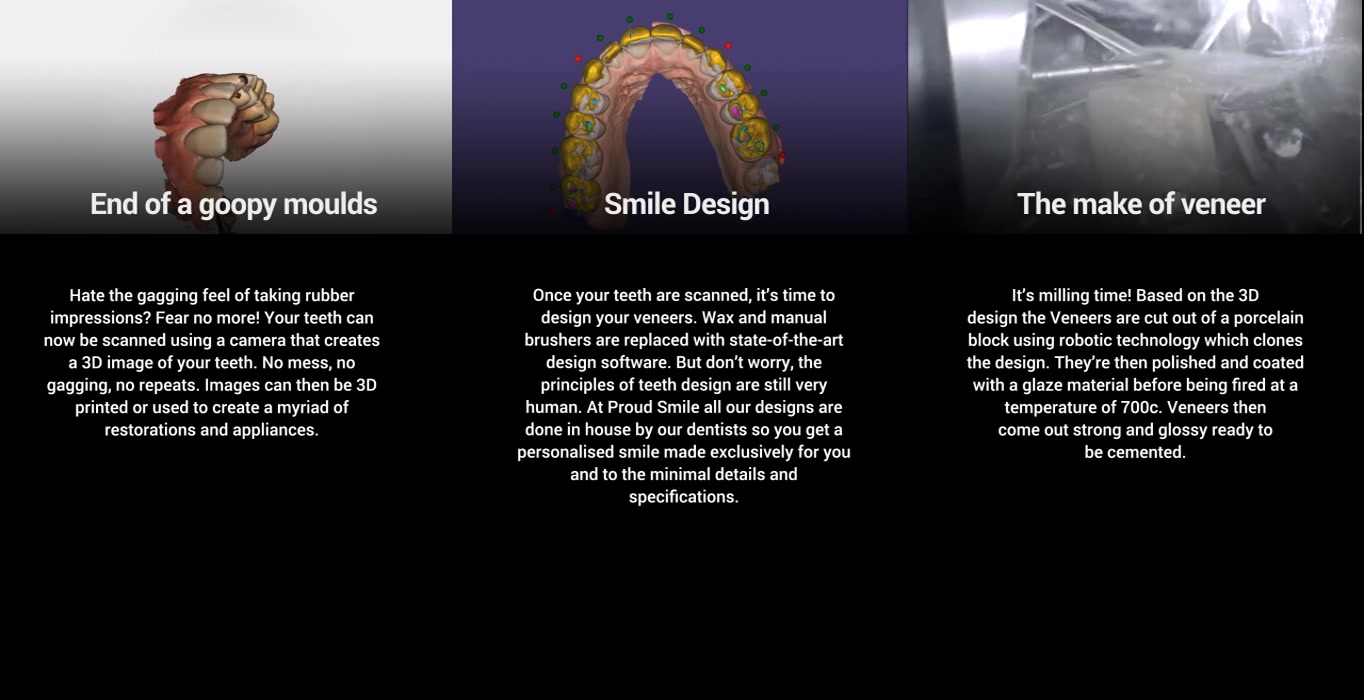 End of a goopy moulds
Smile Design
The make of veneer
Hate the gagging feel of taking rubber
impressions? Fear no more! Your teeth can
now be scanned using a camera that creates
a 3D image of your teeth. No mess, no
gagging, no repeats. Images can then be 3D
printed or used to create a myriad of
restorations and appliances.
Once your teeth are scanned, it’s time to
design your veneers. Wax and manual
brushers are replaced with state-of-the-art
design software. But don’t worry, the
principles of teeth design are still very
human. At Proud Smile all our designs are
done in house by our dentists so you get a
personalised smile made exclusively for you
and to the minimal details and
specifications.
It’s milling time! Based on the 3D
design the Veneers are cut out of a porcelain
block using robotic technology which clones
the design. They’re then polished and coated
with a glaze material before being fired at a
temperature of 700c. Veneers then
come out strong and glossy ready to
be cemented.